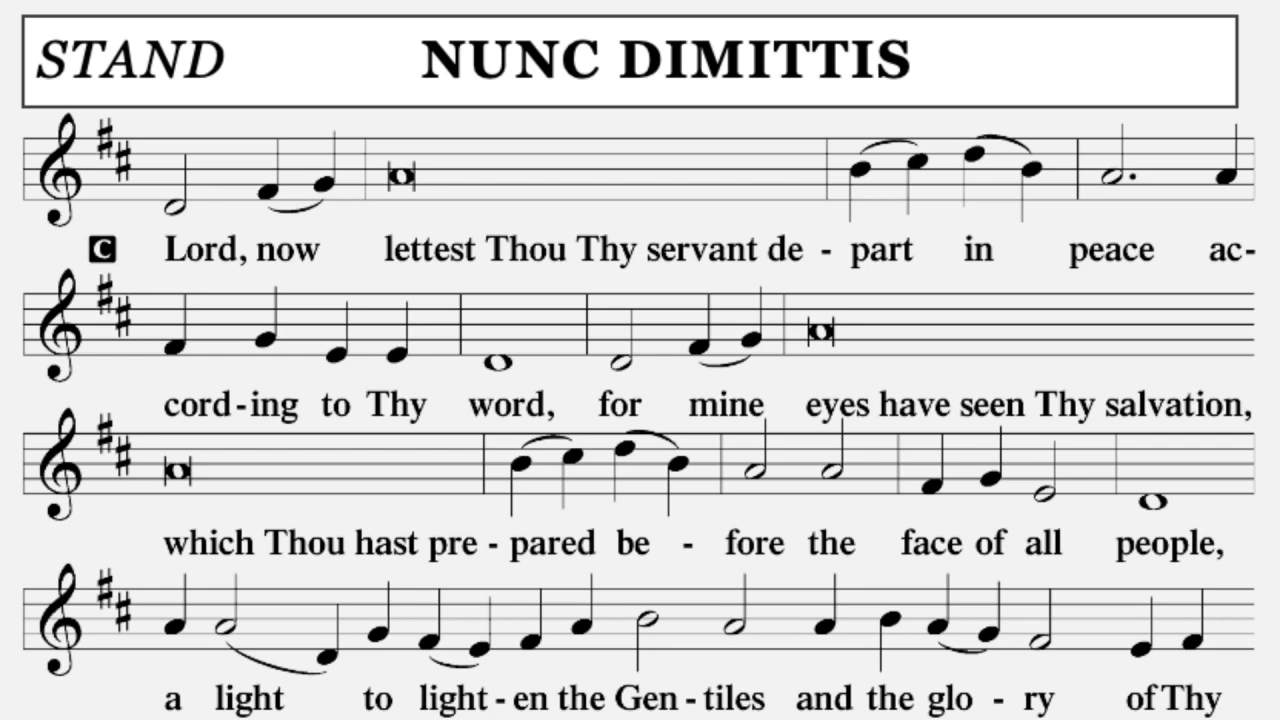 STAND NUNC DIMITTIS
C Lord, now lettest Thou Thy servant de - part in peace ac-
cord-ing to Thy word, for mine eyes have seen Thy salvation,
which Thou hast pre - pared be - fore the face of all people,
a light to light-en the Gen-tiles and the glo - ry of Thy